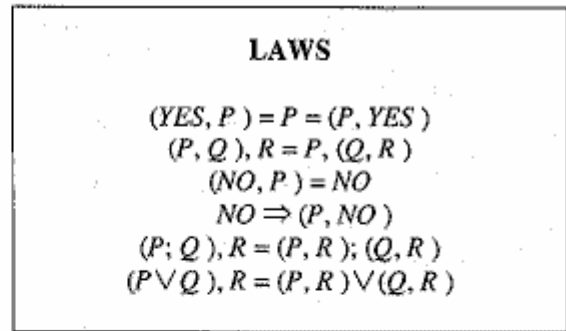 LAWS
(YES, P) = P = (P, YES)
(P, Q), R = P, (Q, R)
(NO, P) = NO
NO ⇒ (P, NO)
(P; Q), R = (P, R); (Q, R)
(P∨Q), R = (P, R)∨(Q, R)